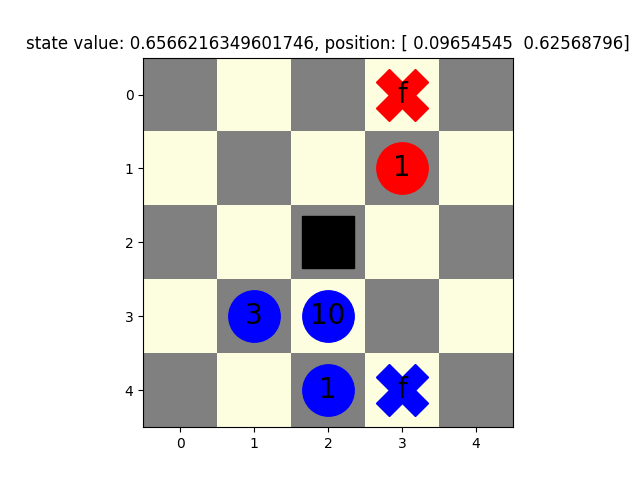 state value: 0.6566216349601746, position: [ 0.09654545  0.62568796]
0 f
1 1
2
3 3 10
4 1 f
0 1 2 3 4